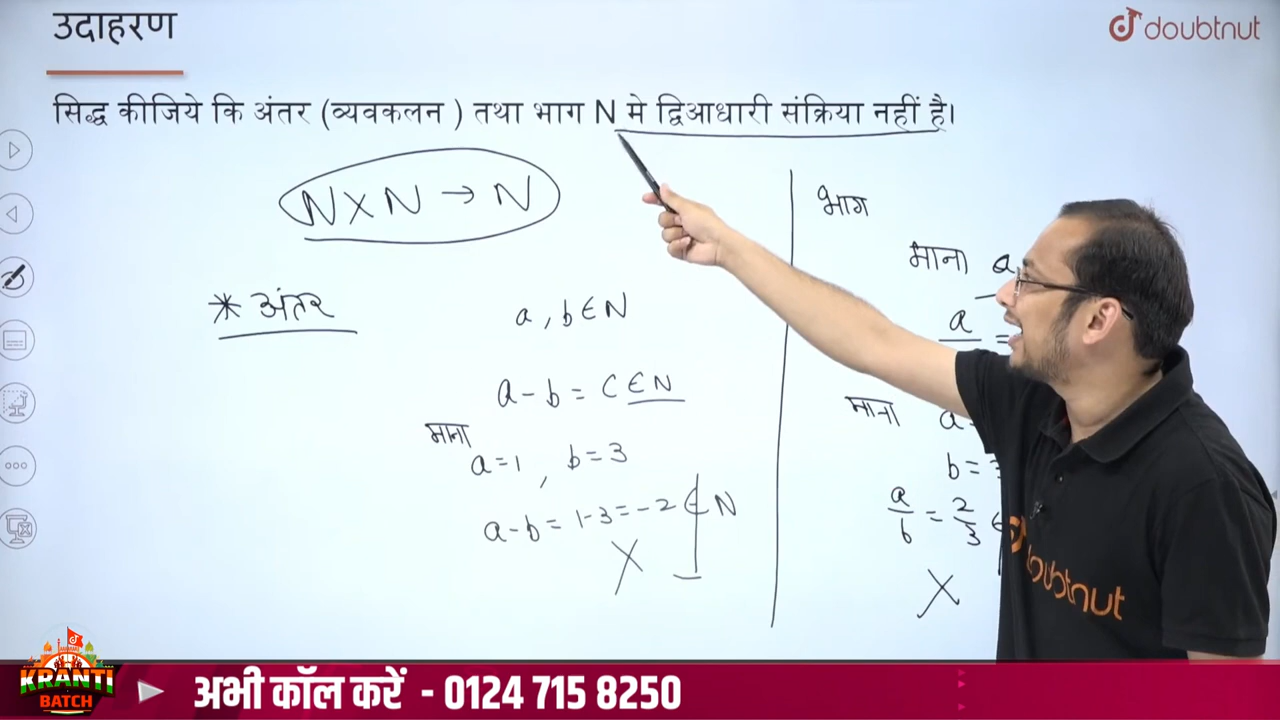 उदाहरण
doubtnut
सिद्ध कीजिये कि अंतर (व्यवकलन ) तथा भाग N मे द्विआधारी संक्रिया नहीं है।
N X N → N
* अंतर
a , b ∈ N
a - b = C ∈ N
माना
a = 1 , b = 3
a - b = 1 - 3 = - 2 ∉ N
X
भाग
माना a
a =
माना a
b =
a/b = 2/3
X
doubtnut
KRANTI
BATCH
अभी कॉल करें - 0124 715 8250